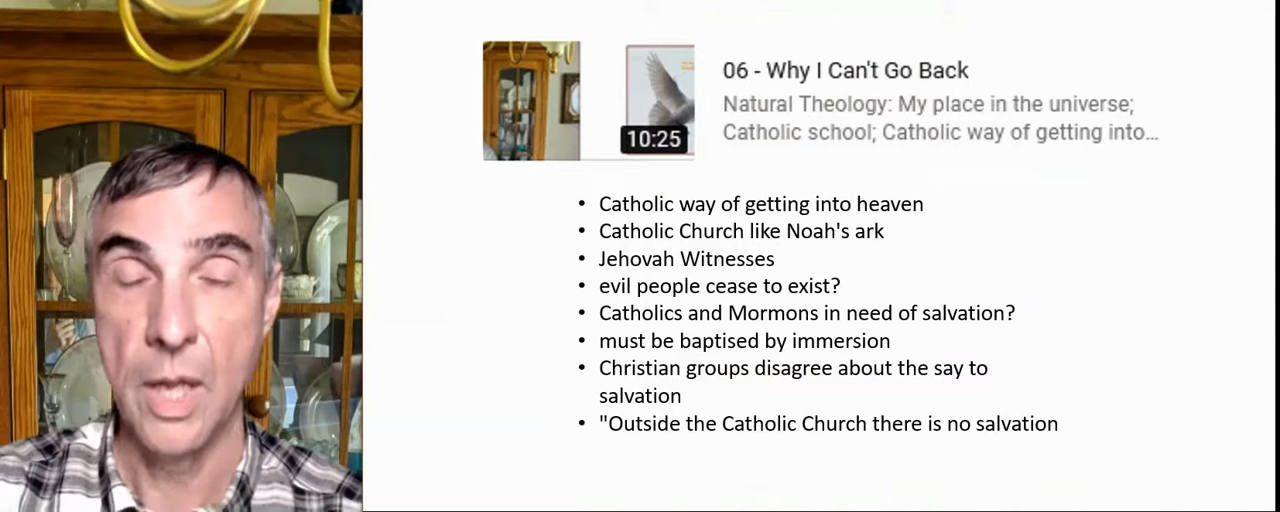 06 - Why I Can't Go Back
Natural Theology: My place in the universe;
Catholic school; Catholic way of getting into...
10:25
• Catholic way of getting into heaven
• Catholic Church like Noah's ark
• Jehovah Witnesses
• evil people cease to exist?
• Catholics and Mormons in need of salvation?
• must be baptised by immersion
• Christian groups disagree about the say to
salvation
• "Outside the Catholic Church there is no salvation